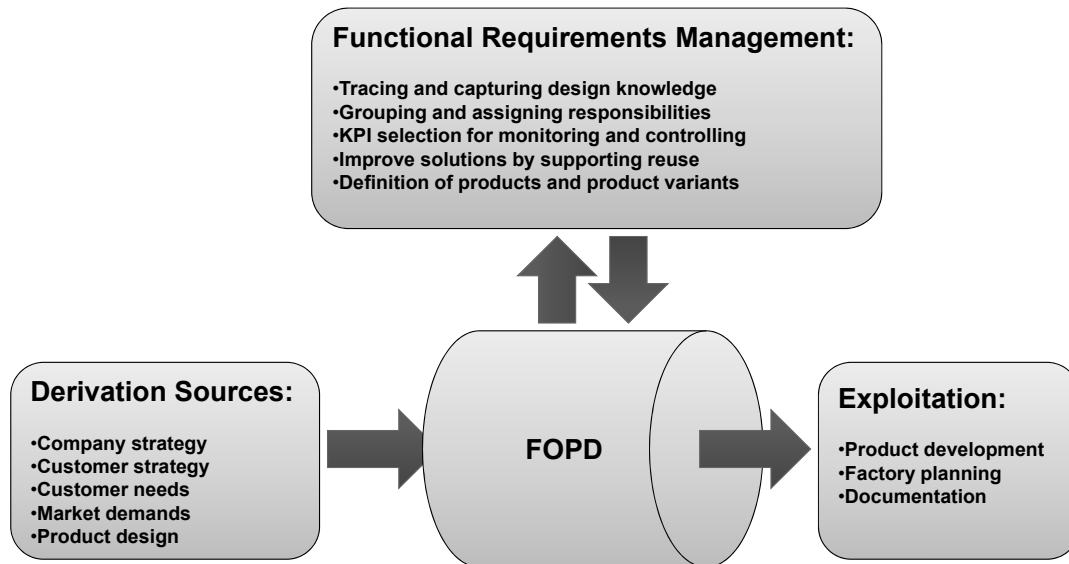 Functional Requirements Management:
•Tracing and capturing design knowledge
•Grouping and assigning responsibilities
•KPI selection for monitoring and controlling
•Improve solutions by supporting reuse
•Definition of products and product variants
Derivation Sources:
•Company strategy
•Customer strategy
•Customer needs
•Market demands
•Product design
FOPD
Exploitation:
•Product development
•Factory planning
•Documentation